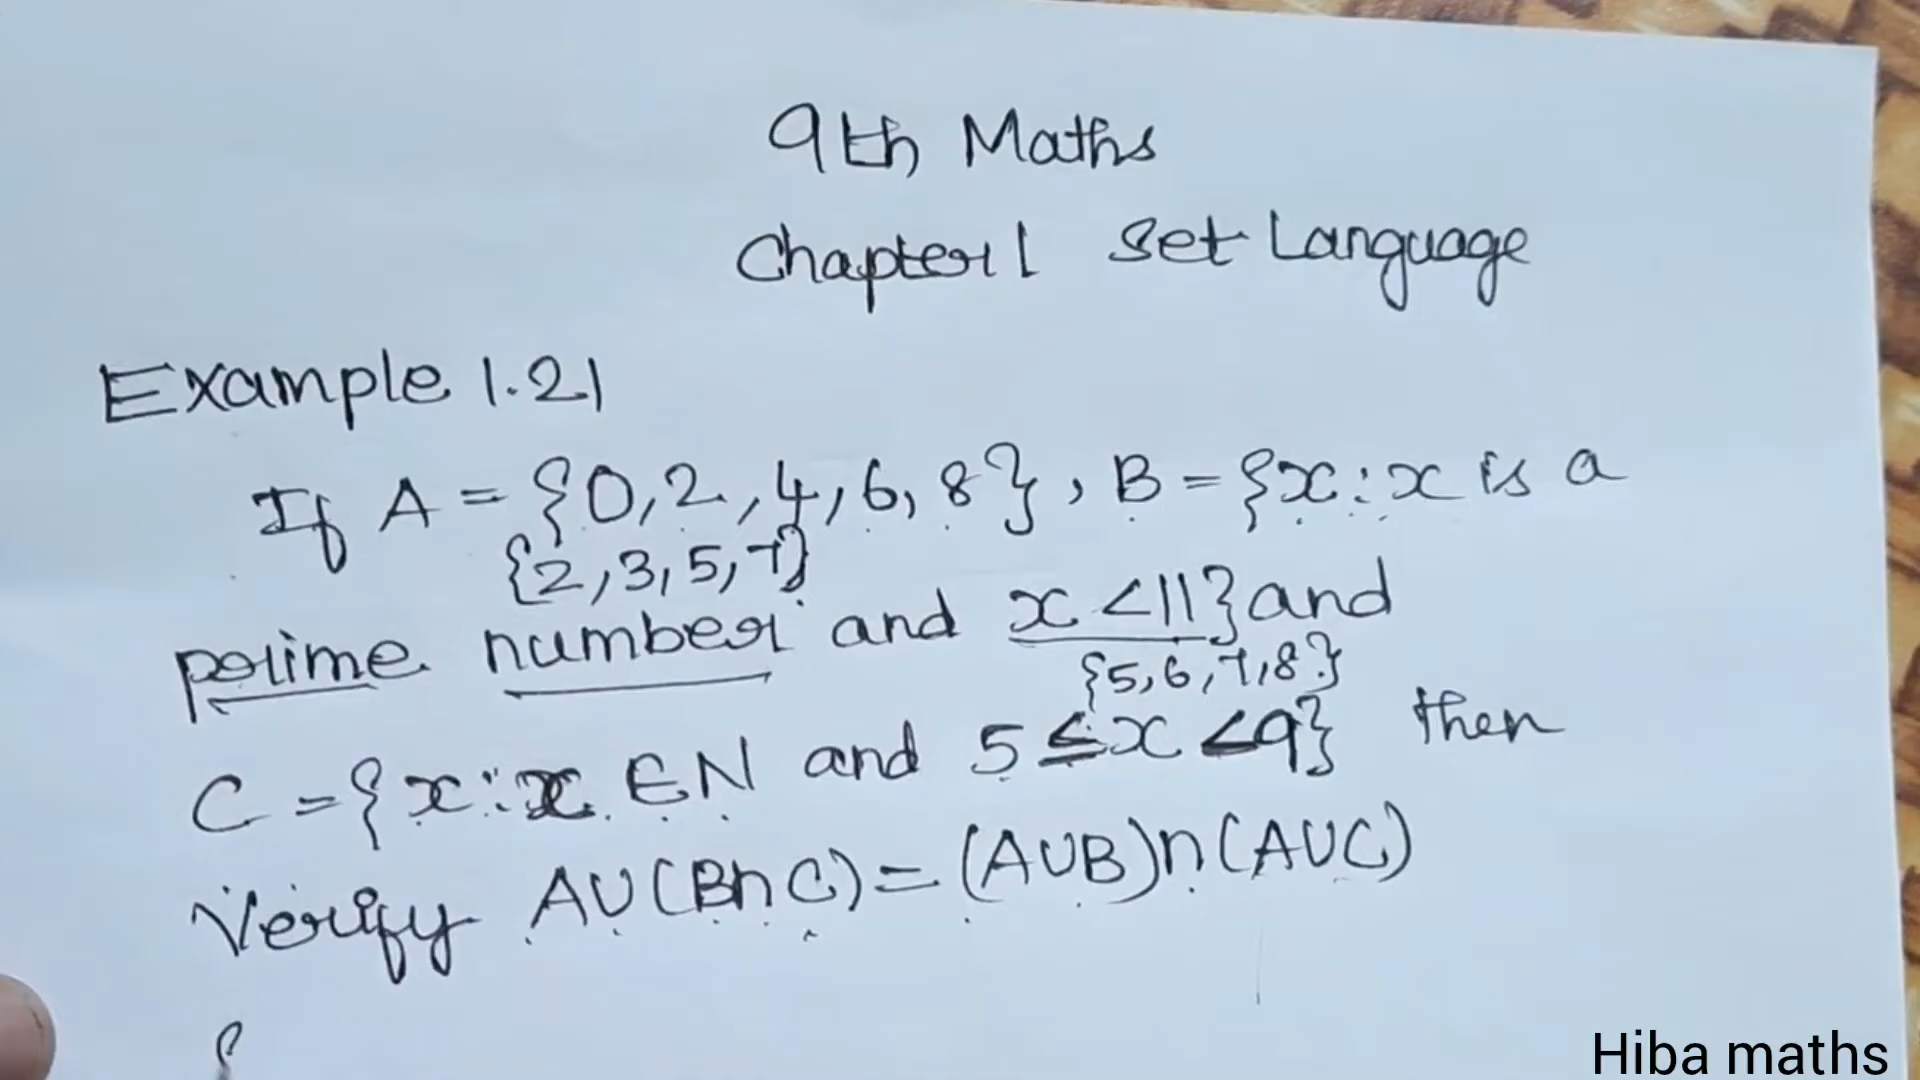 9th Maths
Chapter 1 Set Language
Example 1.21
If A = {0, 2, 4, 6, 8}, B = {x : x is a
{2, 3, 5, 7}
prime number and x < 11} and
{5, 6, 7, 8}
C = {x : x ∈ N and 5 ≤ x < 9} then
Verify A∪(B∩C) = (A∪B)∩(A∪C)
Hiba maths